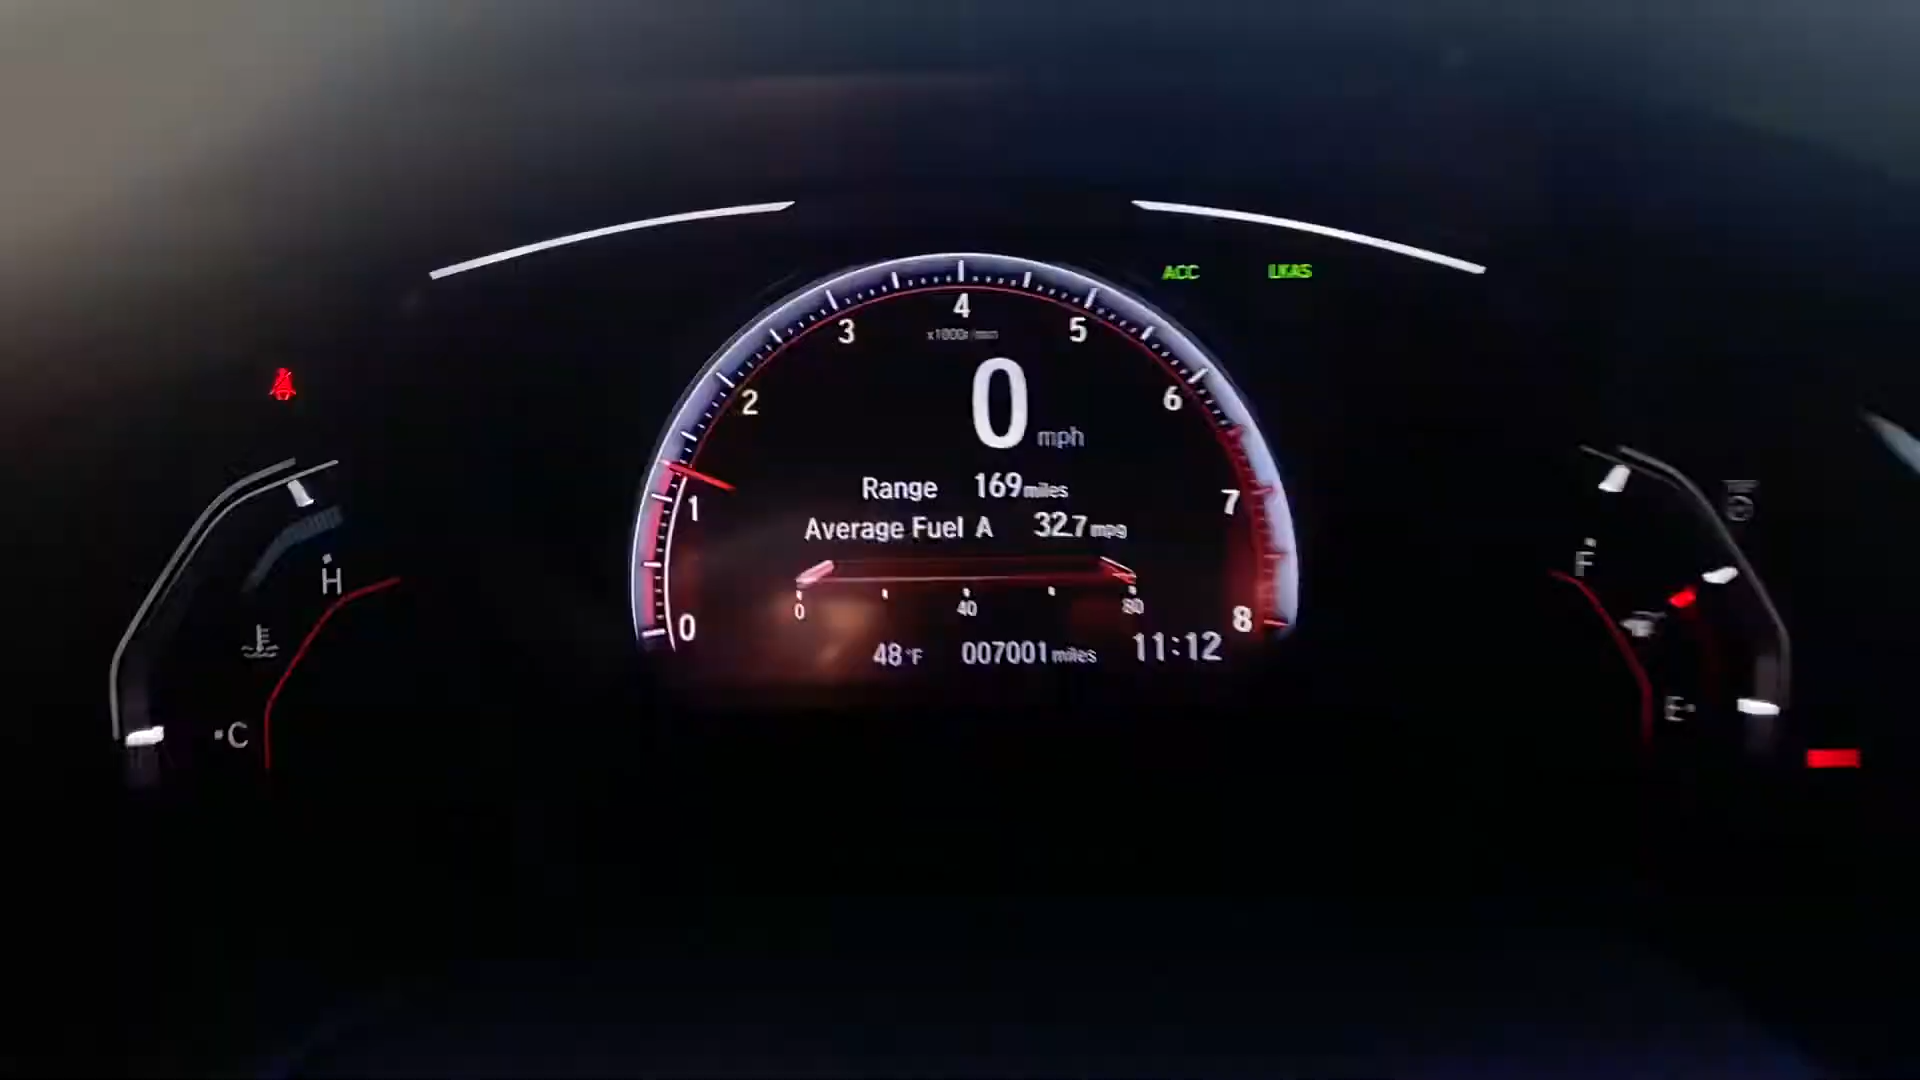 ACC LKAS
4
3 5
x1000r/min
2 0 mph 6
Range 169 miles
1 7
Average Fuel A 32.7 mpg
H F
0 40 80
0 8
48°F 007001 miles 11:12
C E